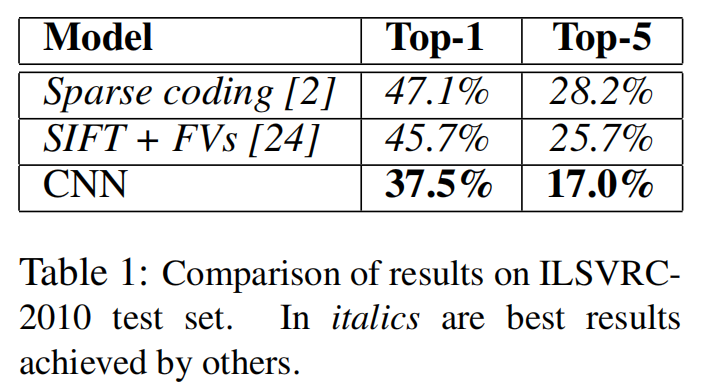 Model Top-1 Top-5
Sparse coding [2] 47.1% 28.2%
SIFT + FVs [24] 45.7% 25.7%
CNN 37.5% 17.0%
Table 1: Comparison of results on ILSVRC-
2010 test set. In italics are best results
achieved by others.